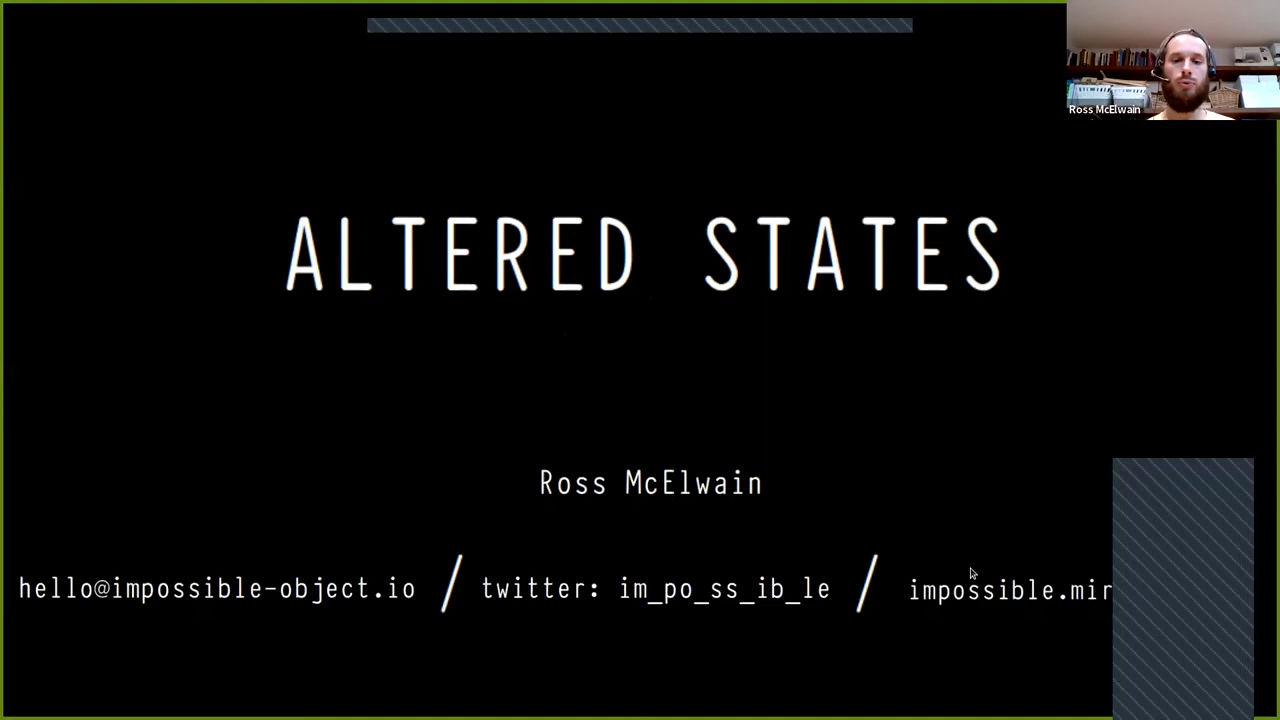 Ross McElwain
ALTERED STATES
Ross McElwain
hello@impossible-object.io / twitter: im_po_ss_ib_le / impossible.mir